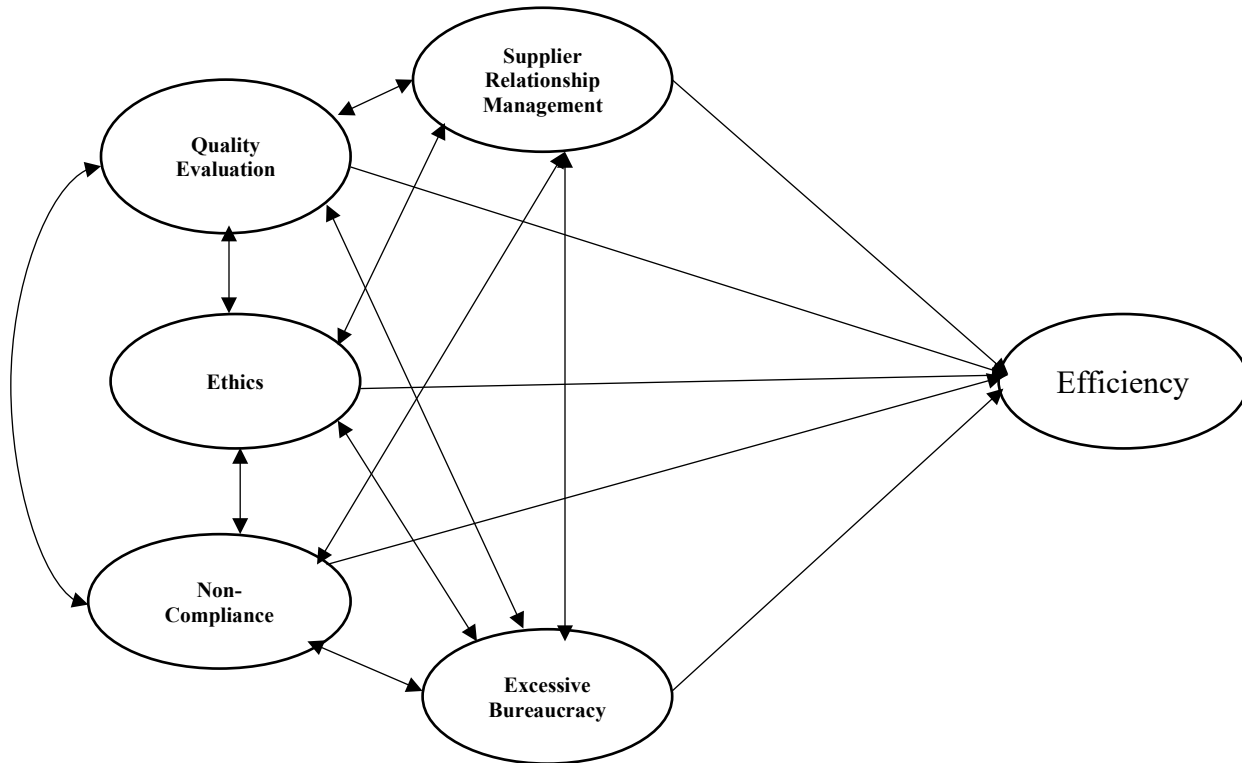 Supplier
Relationship
Management
Quality
Evaluation
Ethics
Efficiency
Non-
Compliance
Excessive
Bureaucracy